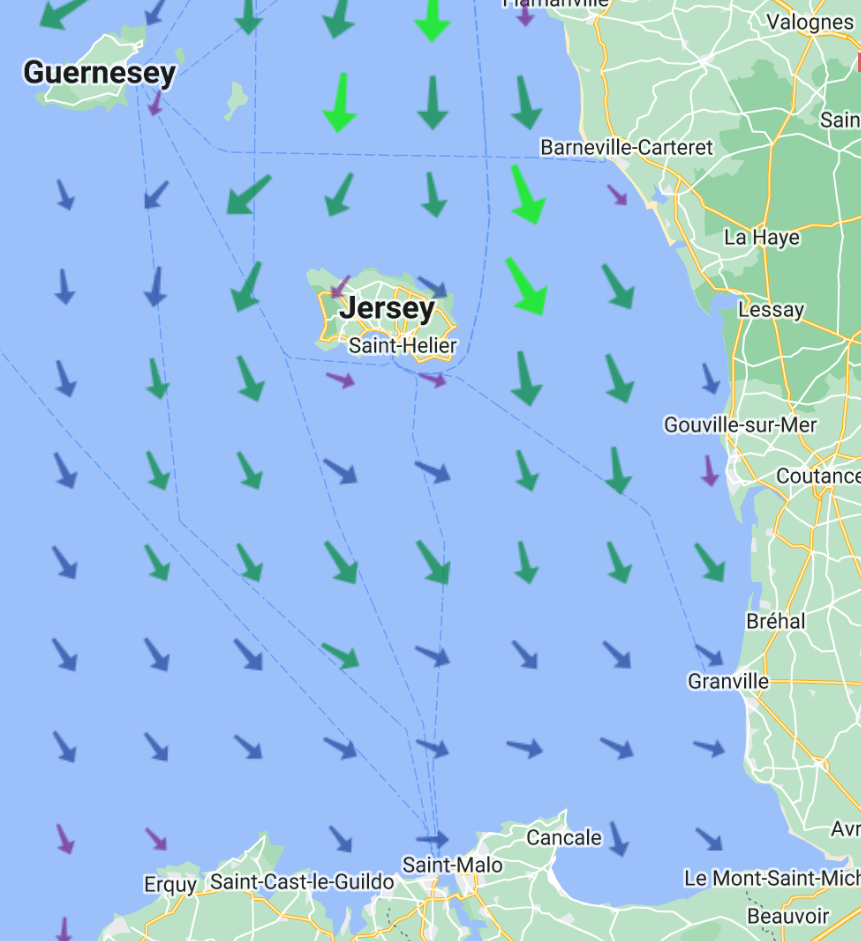 Valognes
Guernesey
Barneville-Carteret
La Haye
Lessay
Jersey
Saint-Helier
Gouville-sur-Mer
Bréhal
Granville
Cancale
Saint-Malo
Erquy
Saint-Cast-le-Guildo
Beauvoir